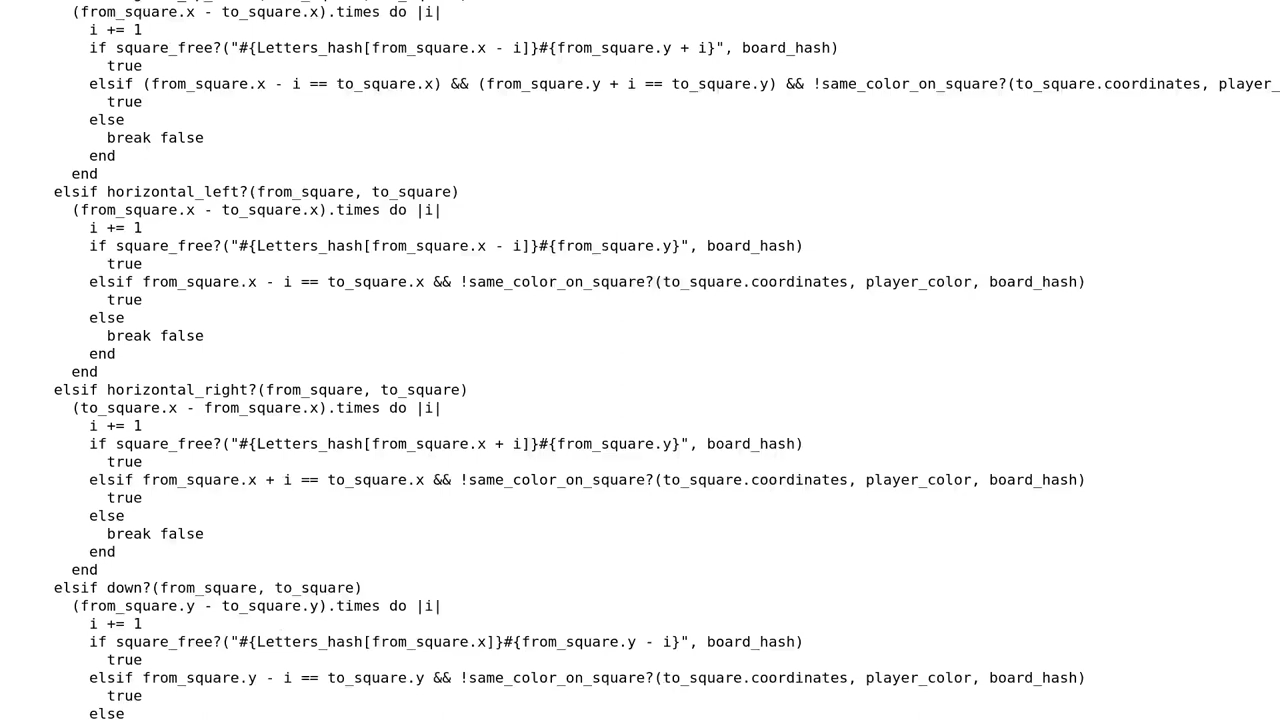 (from_square.x - to_square.x).times do |i|
i += 1
if square_free?("#{Letters_hash[from_square.x - i]}#{from_square.y + i}", board_hash)
true
elsif (from_square.x - i == to_square.x) && (from_square.y + i == to_square.y) && !same_color_on_square?(to_square.coordinates, player_
true
else
break false
end
end
elsif horizontal_left?(from_square, to_square)
(from_square.x - to_square.x).times do |i|
i += 1
if square_free?("#{Letters_hash[from_square.x - i]}#{from_square.y}", board_hash)
true
elsif from_square.x - i == to_square.x && !same_color_on_square?(to_square.coordinates, player_color, board_hash)
true
else
break false
end
end
elsif horizontal_right?(from_square, to_square)
(to_square.x - from_square.x).times do |i|
i += 1
if square_free?("#{Letters_hash[from_square.x + i]}#{from_square.y}", board_hash)
true
elsif from_square.x + i == to_square.x && !same_color_on_square?(to_square.coordinates, player_color, board_hash)
true
else
break false
end
end
elsif down?(from_square, to_square)
(from_square.y - to_square.y).times do |i|
i += 1
if square_free?("#{Letters_hash[from_square.x]}#{from_square.y - i}", board_hash)
true
elsif from_square.y - i == to_square.y && !same_color_on_square?(to_square.coordinates, player_color, board_hash)
true
else